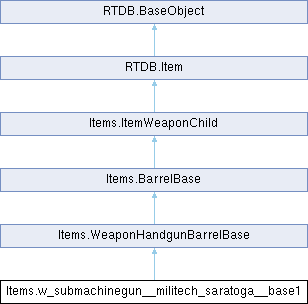 RTDB.BaseObject
RTDB.Item
Items.ItemWeaponChild
Items.BarrelBase
Items.WeaponHandgunBarrelBase
Items.w_submachinegun__militech_saratoga__base1